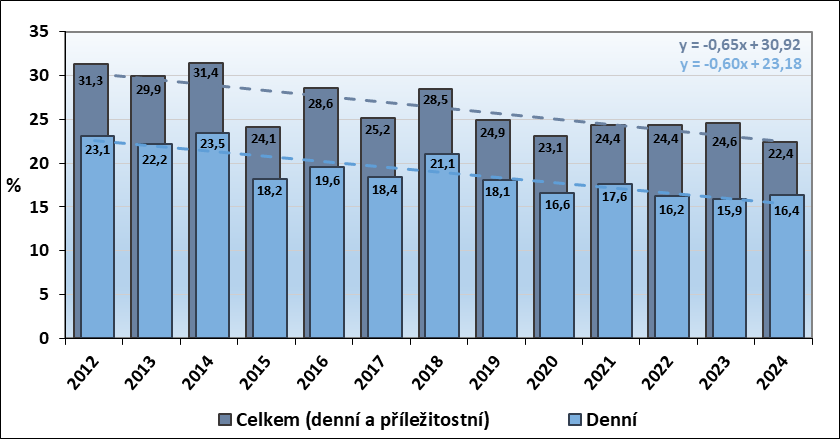 35
30
25
20
15
10
5
0
%
y = -0,65x + 30,92
y = -0,60x + 23,18
31,3 29,9 31,4 24,1 28,6 25,2 28,5 24,9 23,1 24,4 24,4 24,6 22,4
23,1 22,2 23,5 18,2 19,6 18,4 21,1 18,1 16,6 17,6 16,2 15,9 16,4
2012 2013 2014 2015 2016 2017 2018 2019 2020 2021 2022 2023 2024
Celkem (denní a příležitostní) Denní